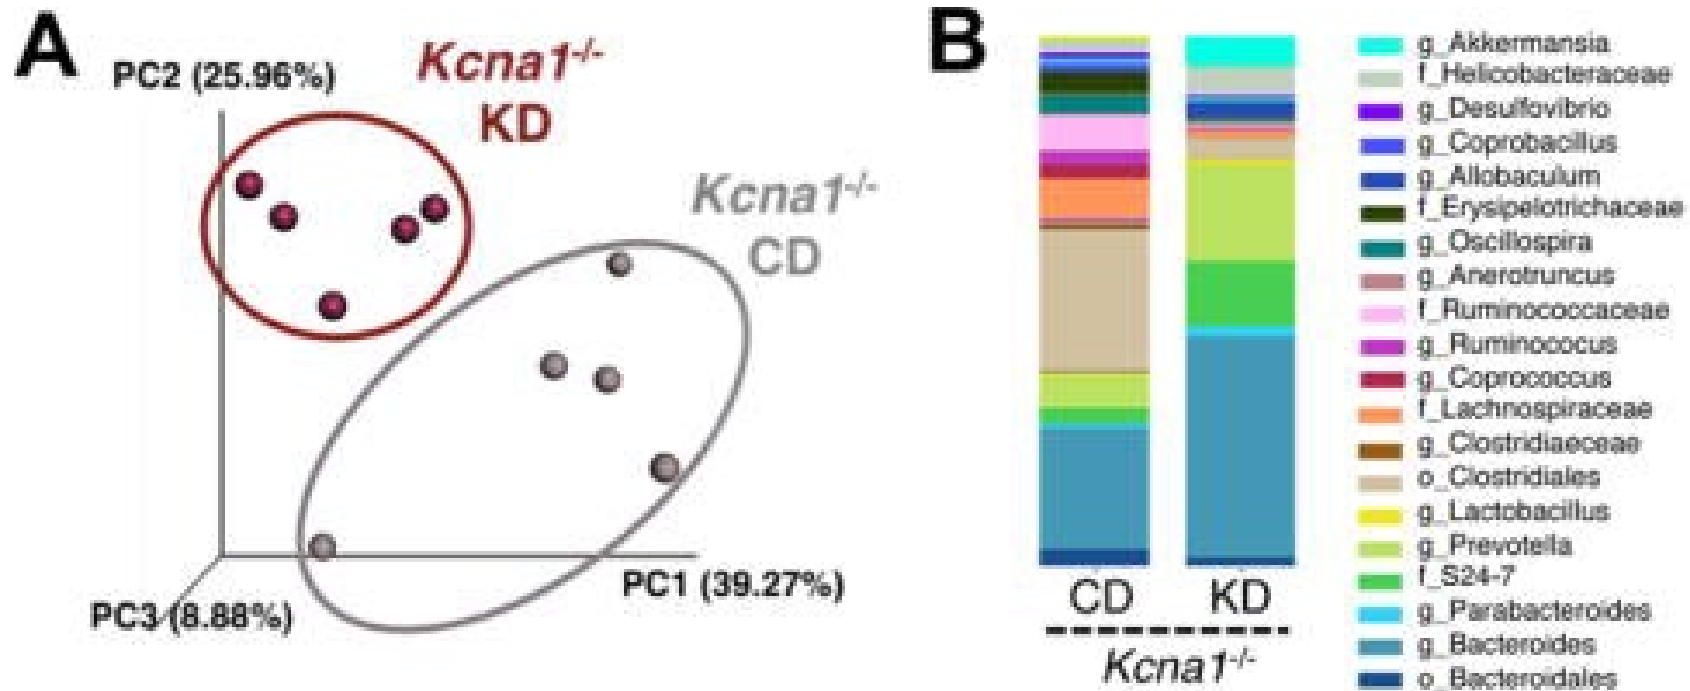 A
PC2 (25.96%)
Kcna1-/-
KD
Kcna1-/-
CD
PC1 (39.27%)
PC3 (8.88%)
B
CD
KD
Kcna1-/-
g_Akkermansia
f_Helicobacteraceae
g_Desulfovibrio
g_Coprobacillus
g_Allobaculum
f_Erysipelotrichaceae
g_Oscillospira
g_Anerotruncus
f_Ruminococcaceae
g_Ruminococus
g_Coprococcus
f_Lachnospiraceae
g_Clostridiaeceae
o_Clostridiales
g_Lactobacillus
g_Prevotella
f_S24-7
g_Parabacteroides
g_Bacteroides
o_Bacteroidales